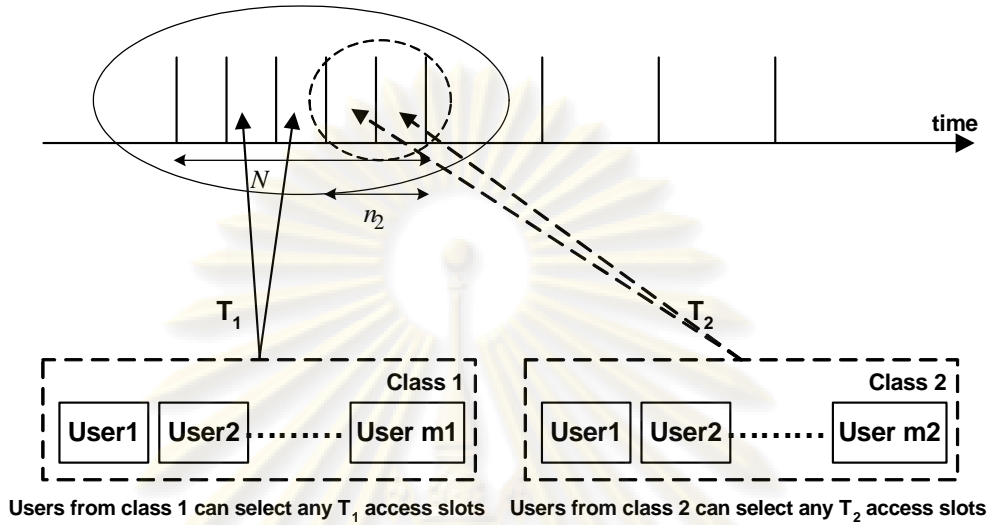 time
N
n2
T1
T2
Class 1
Class 2
User1 User2 ......... User m1
User1 User2 ......... User m2
Users from class 1 can select any T1 access slots
Users from class 2 can select any T2 access slots